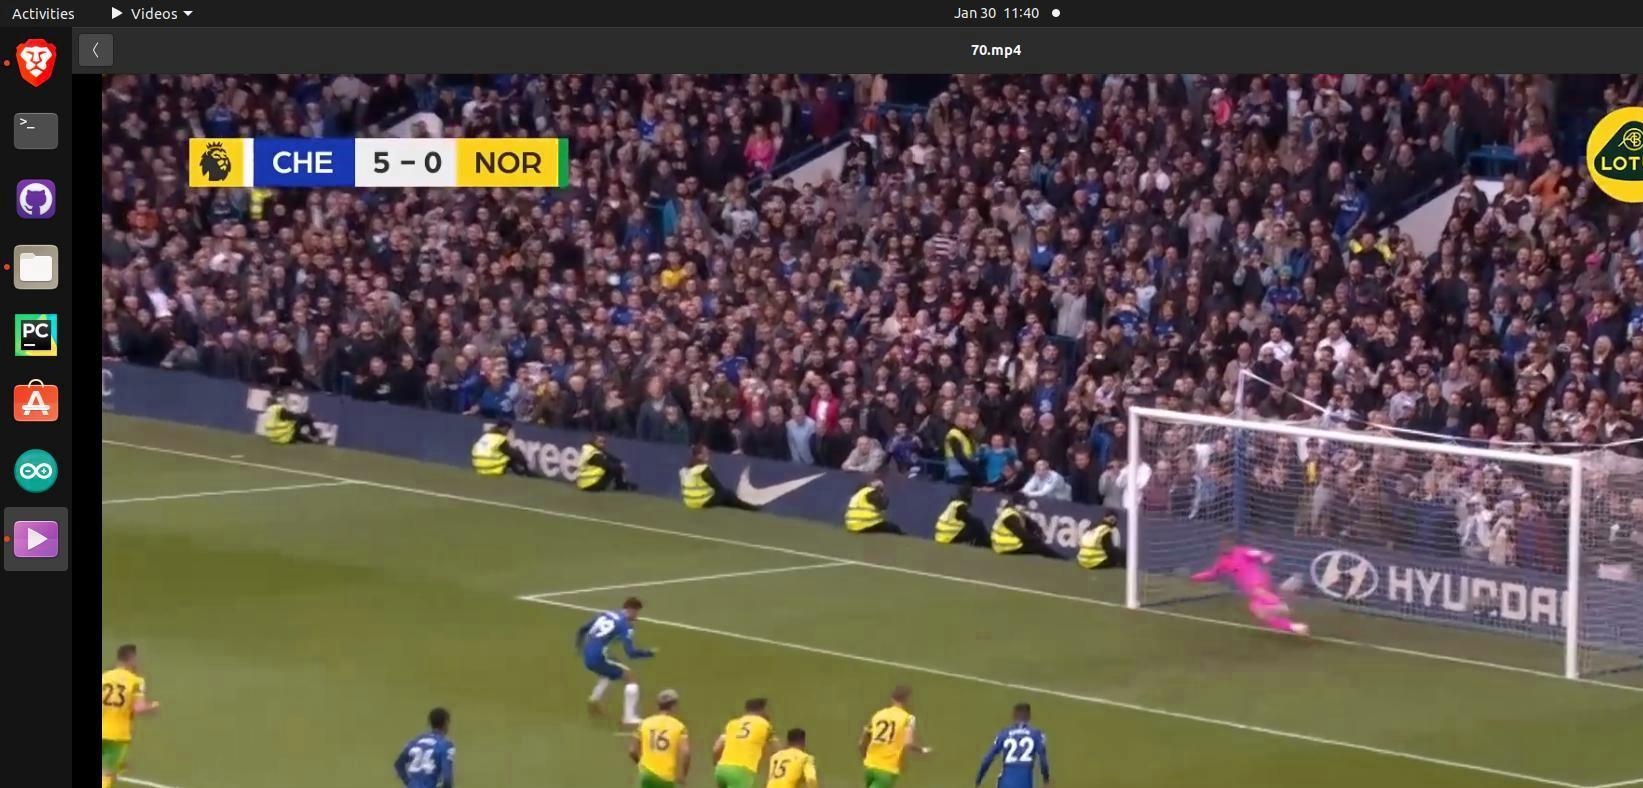 Activities
Videos
Jan 30 11:40
70.mp4
>_
PC
CHE 5 - 0 NOR
HYUNDAI
19
23
24
16
5
15
21
22